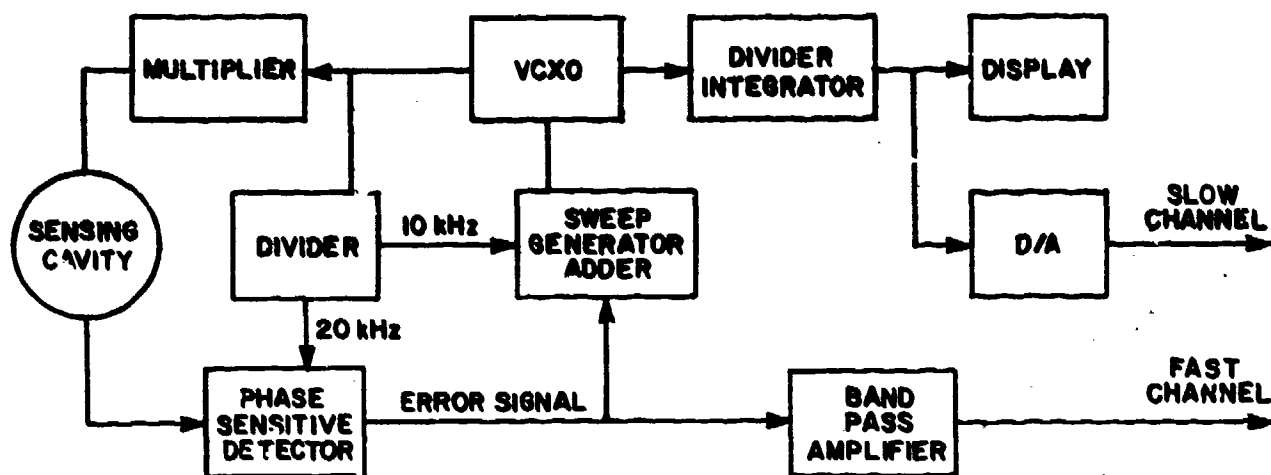 MULTIPLIER
VCXO
DIVIDER
INTEGRATOR
DISPLAY
SENSING
CAVITY
DIVIDER
10 kHz
SWEEP
GENERATOR
ADDER
D/A
SLOW
CHANNEL
20 kHz
PHASE
SENSITIVE
DETECTOR
ERROR SIGNAL
BAND
PASS
AMPLIFIER
FAST
CHANNEL